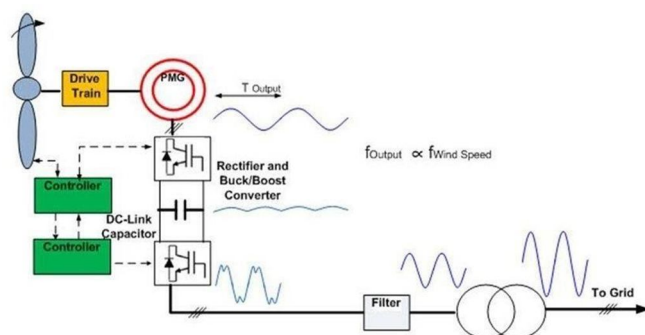 Drive
Train
PMG
T Output
fOutput ∝ fWind Speed
Rectifier and
Buck/Boost
Converter
Controller
DC-Link
Capacitor
Controller
Filter
To Grid